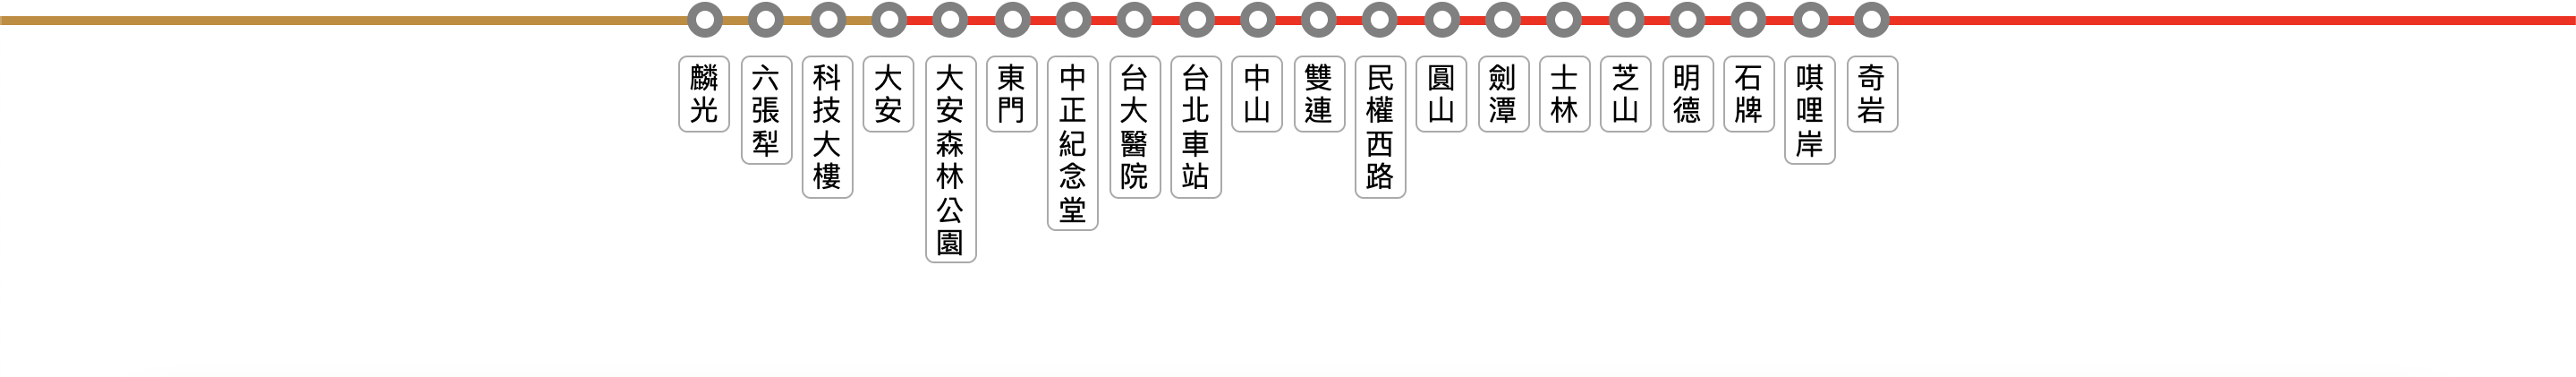 麟光
六張犁
科技大樓
大安
大安森林公園
東門
中正紀念堂
台大醫院
台北車站
中山
雙連
民權西路
圓山
劍潭
士林
芝山
明德
石牌
唭哩岸
奇岩